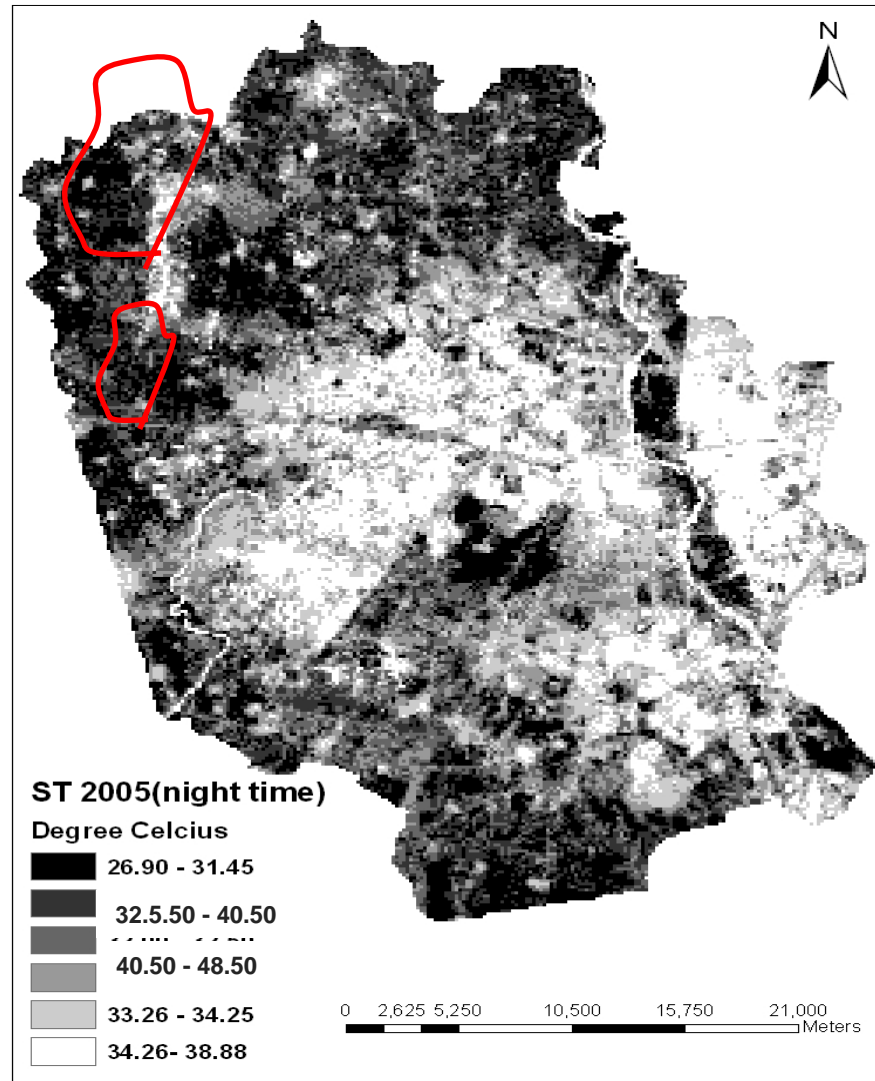 N
ST 2005(night time)
Degree Celcius
26.90 - 31.45
32.5.50 - 40.50
40.50 - 48.50
33.26 - 34.25
34.26- 38.88
0 2,625 5,250 10,500 15,750 21,000
Meters